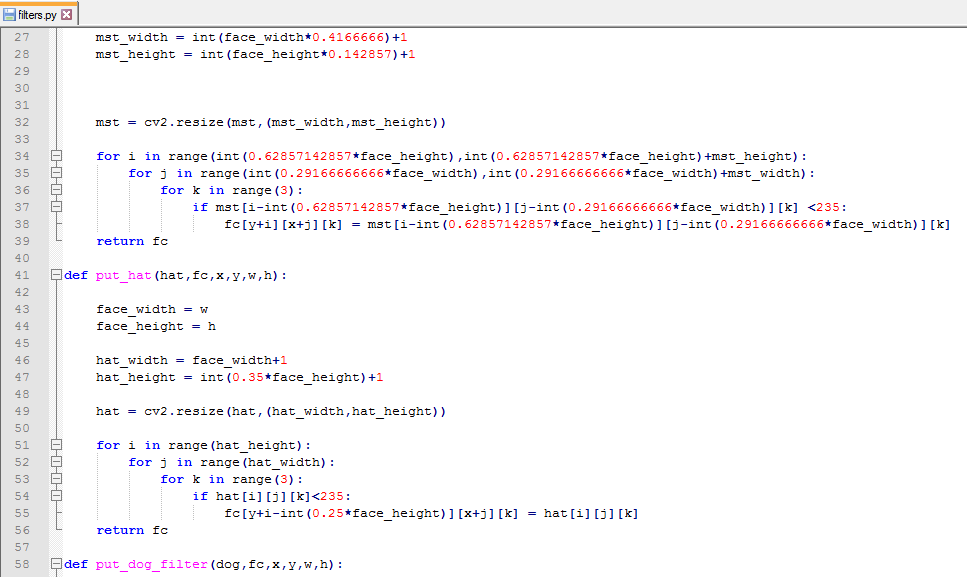 filters.py
27 mst_width = int(face_width*0.4166666)+1
28 mst_height = int(face_height*0.142857)+1
29
30
31
32 mst = cv2.resize(mst,(mst_width,mst_height))
33
34 for i in range(int(0.62857142857*face_height),int(0.62857142857*face_height)+mst_height):
35 for j in range(int(0.29166666666*face_width),int(0.29166666666*face_width)+mst_width):
36 for k in range(3):
37 if mst[i-int(0.62857142857*face_height)][j-int(0.29166666666*face_width)][k] <235:
38 fc[y+i][x+j][k] = mst[i-int(0.62857142857*face_height)][j-int(0.29166666666*face_width)][k]
39 return fc
40
41 def put_hat(hat,fc,x,y,w,h):
42
43 face_width = w
44 face_height = h
45
46 hat_width = face_width+1
47 hat_height = int(0.35*face_height)+1
48
49 hat = cv2.resize(hat,(hat_width,hat_height))
50
51 for i in range(hat_height):
52 for j in range(hat_width):
53 for k in range(3):
54 if hat[i][j][k]<235:
55 fc[y+i-int(0.25*face_height)][x+j][k] = hat[i][j][k]
56 return fc
57
58 def put_dog_filter(dog,fc,x,y,w,h):